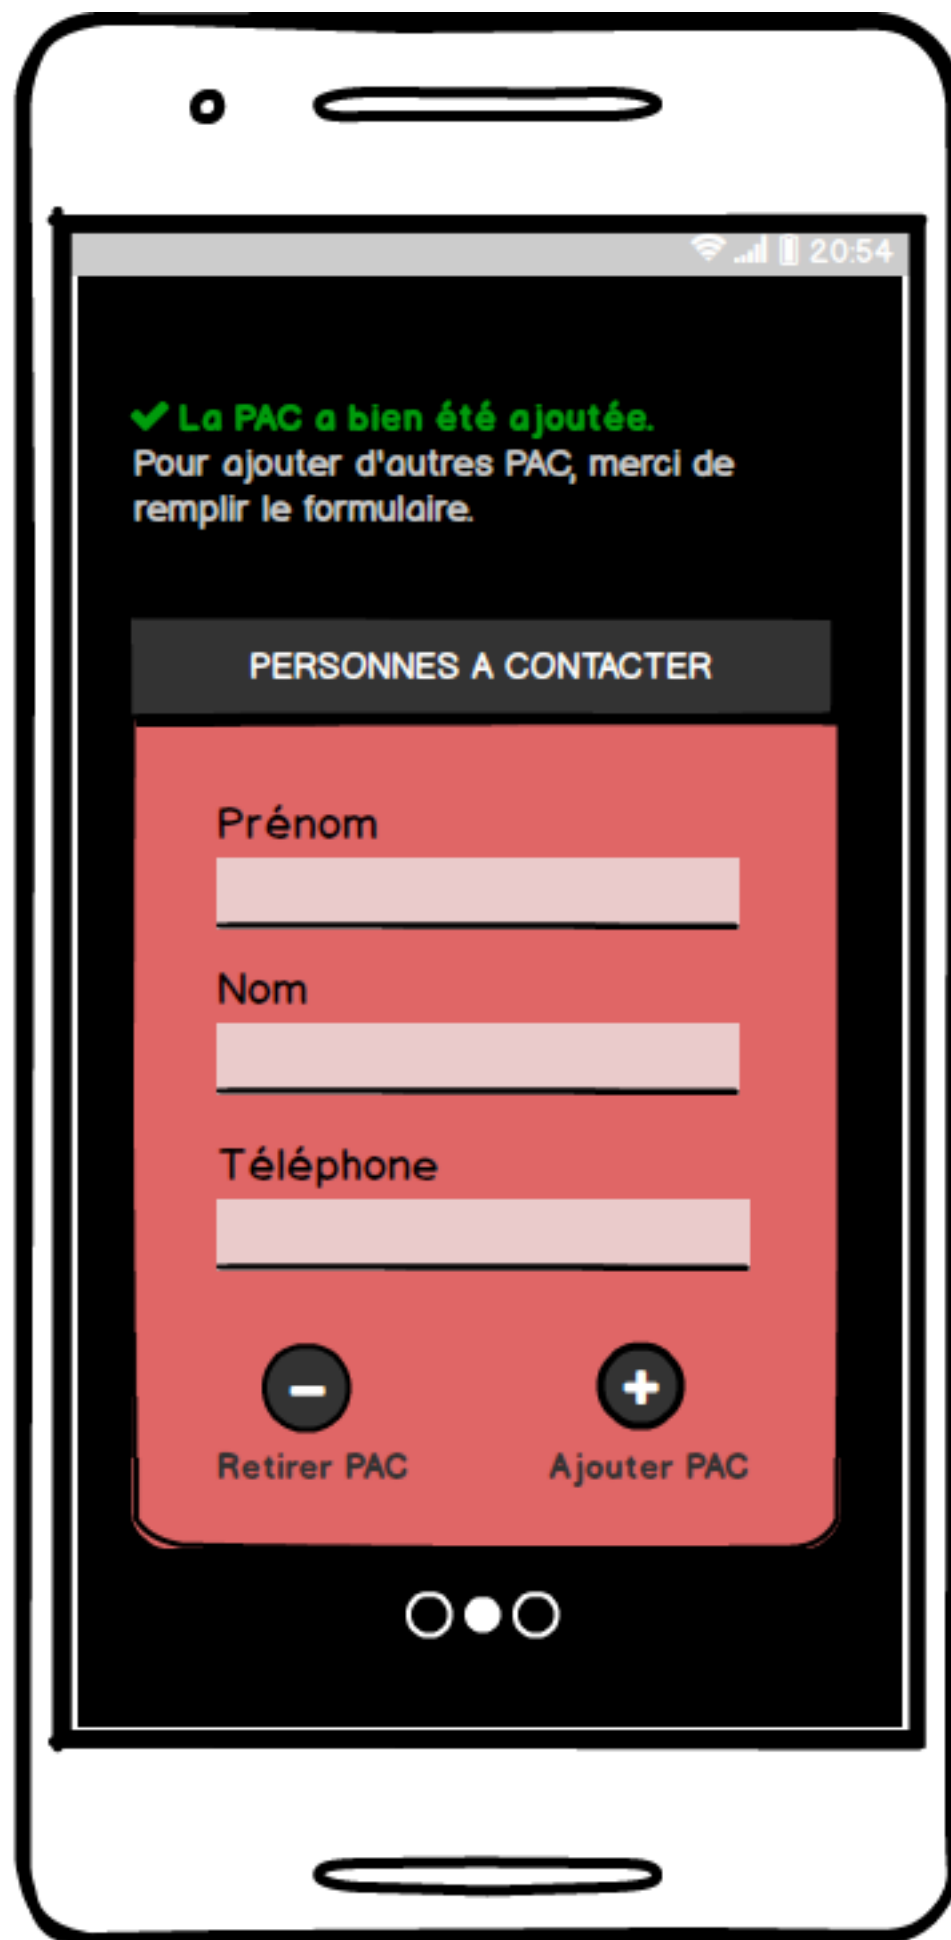 20:54
La PAC a bien été ajoutée.
Pour ajouter d'autres PAC, merci de
remplir le formulaire.
PERSONNES A CONTACTER
Prénom
Nom
Téléphone
Retirer PAC
Ajouter PAC